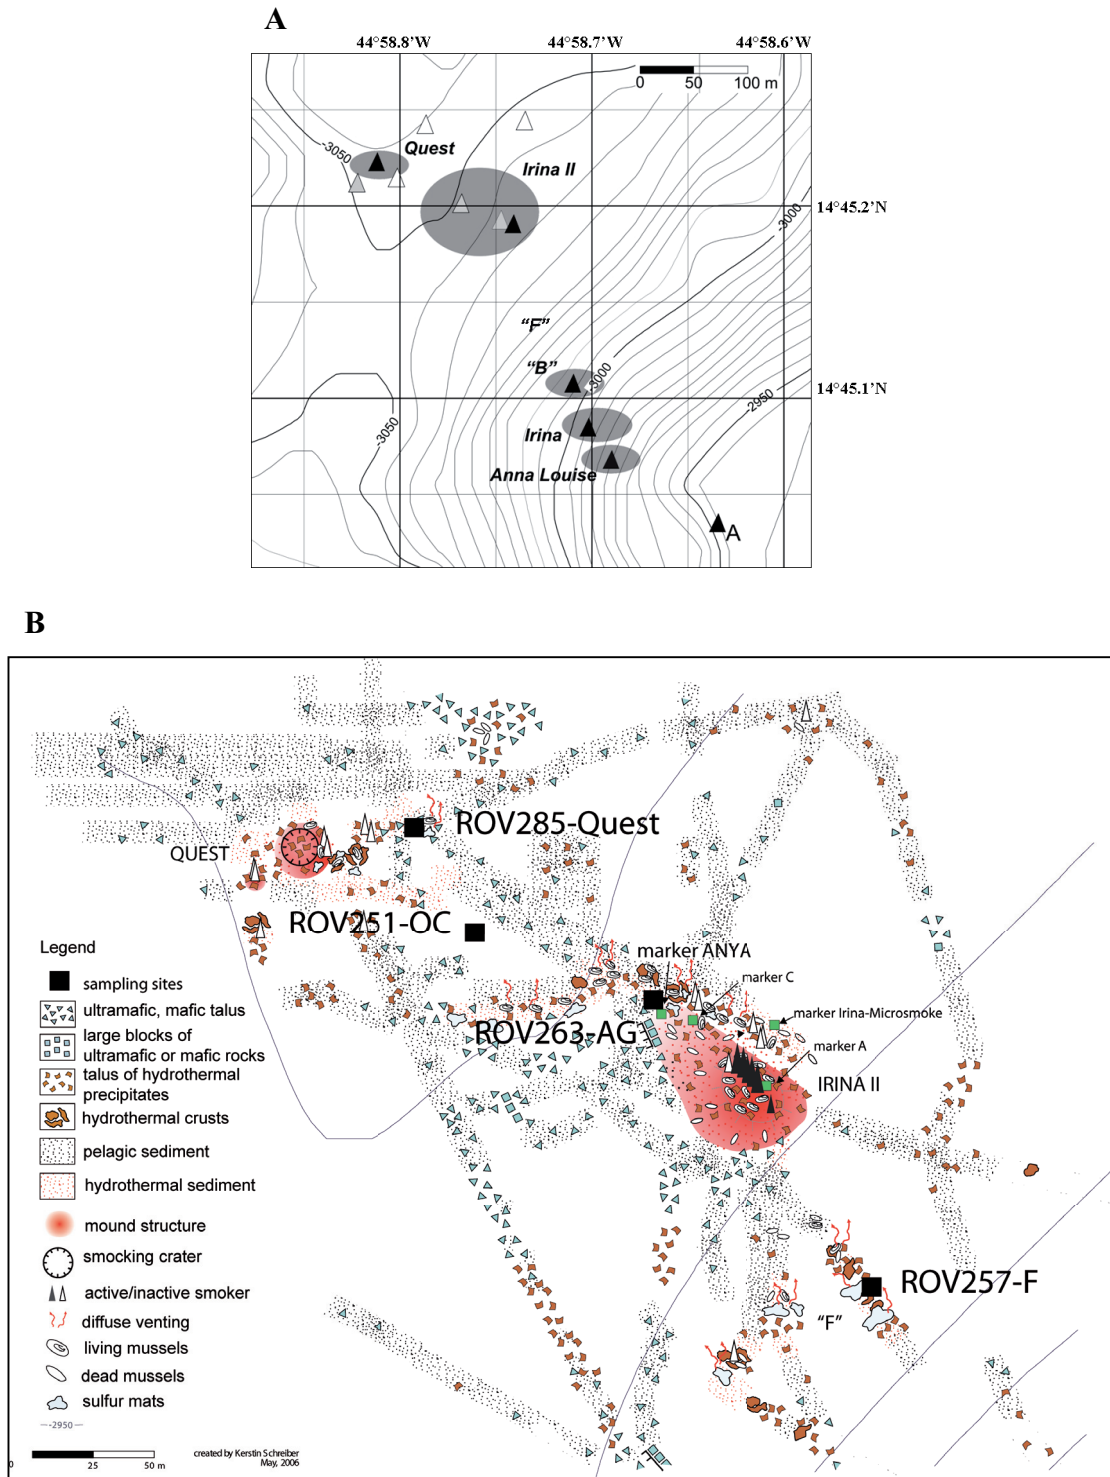 A
44°58.8'W 44°58.7'W 44°58.6'W
0 50 100 m
-3050
Quest
Irina II
14°45.2'N
-3000
"F"
"B"
-3000
14°45.1'N
-2950
-3050
Irina
Anna Louise
A
B
ROV285-Quest
QUEST
ROV251-OC
marker ANYA
marker C
marker Irina-Microsmoke
ROV263-AG
marker A
IRINA II
ROV257-F
"F"
Legend
sampling sites
ultramafic, mafic talus
large blocks of
ultramafic or mafic rocks
talus of hydrothermal
precipitates
hydrothermal crusts
pelagic sediment
hydrothermal sediment
mound structure
smocking crater
active/inactive smoker
diffuse venting
living mussels
dead mussels
sulfur mats
-2950
0 25 50 m
created by Kerstin Schreiber
May, 2006